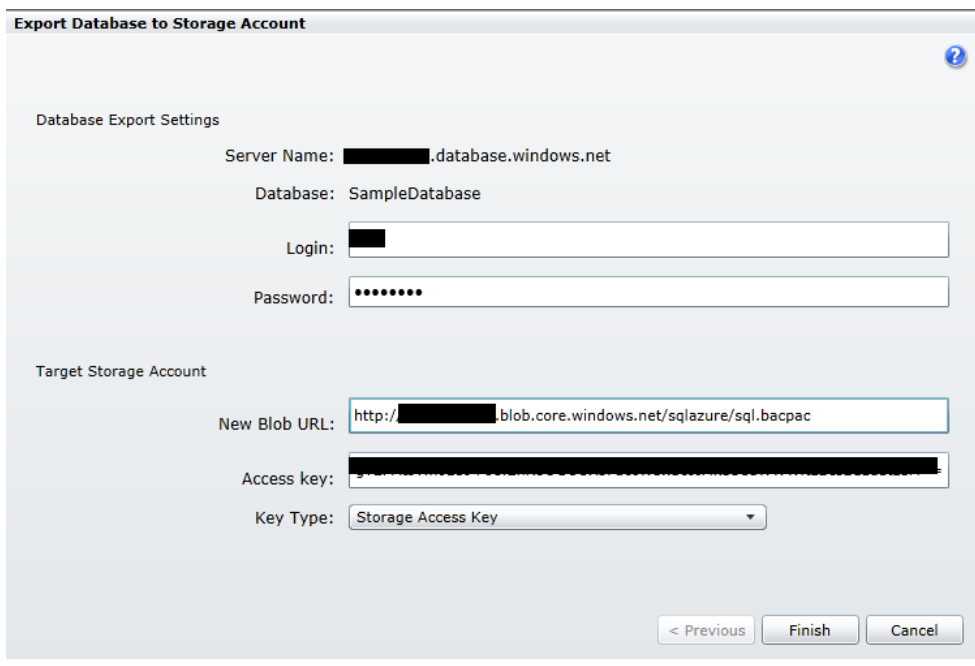 Export Database to Storage Account
?
Database Export Settings
Server Name: .database.windows.net
Database: SampleDatabase
Login:
Password: ••••••••
Target Storage Account
New Blob URL: http:/ .blob.core.windows.net/sqlazure/sql.bacpac
Access key: =
Key Type: Storage Access Key
< Previous Finish Cancel